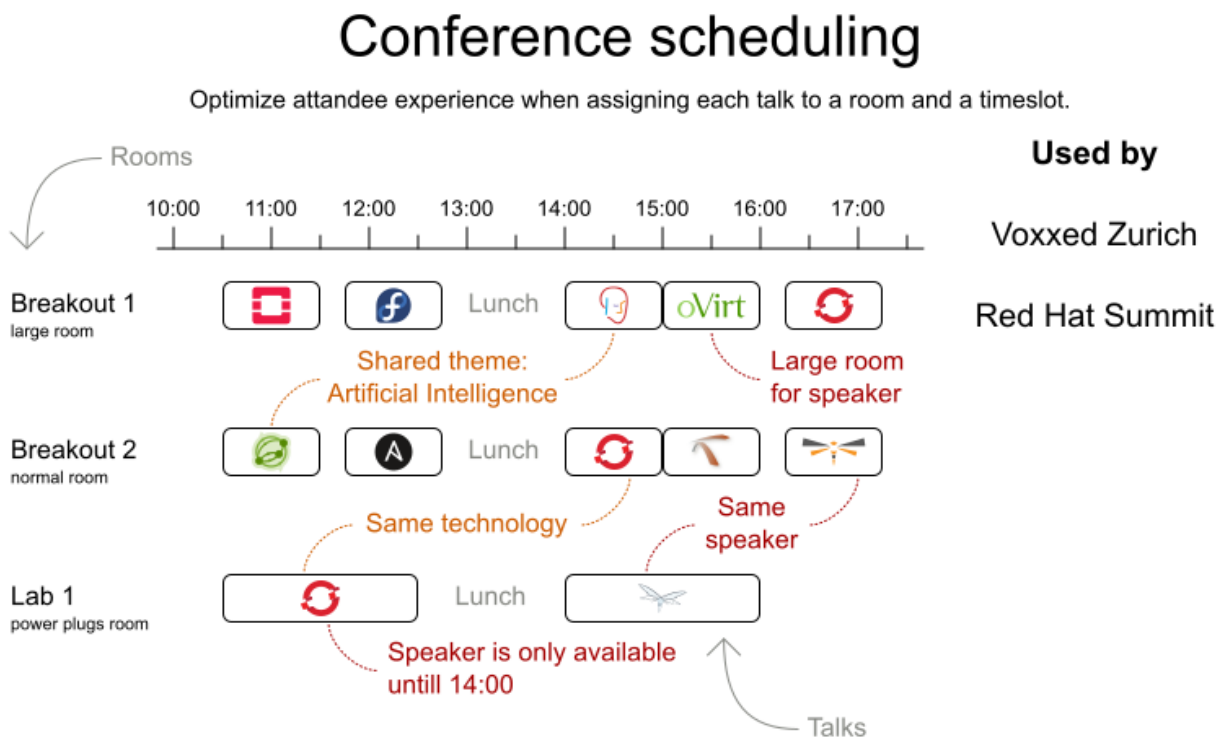 Conference scheduling
Optimize attandee experience when assigning each talk to a room and a timeslot.
Rooms
Used by
10:00 11:00 12:00 13:00 14:00 15:00 16:00 17:00
Voxxed Zurich
Red Hat Summit
Breakout 1
large room
Lunch
oVirt
Shared theme:
Artificial Intelligence
Large room
for speaker
Breakout 2
normal room
A
Lunch
Same technology
Same
speaker
Lab 1
power plugs room
Lunch
Speaker is only available
untill 14:00
Talks